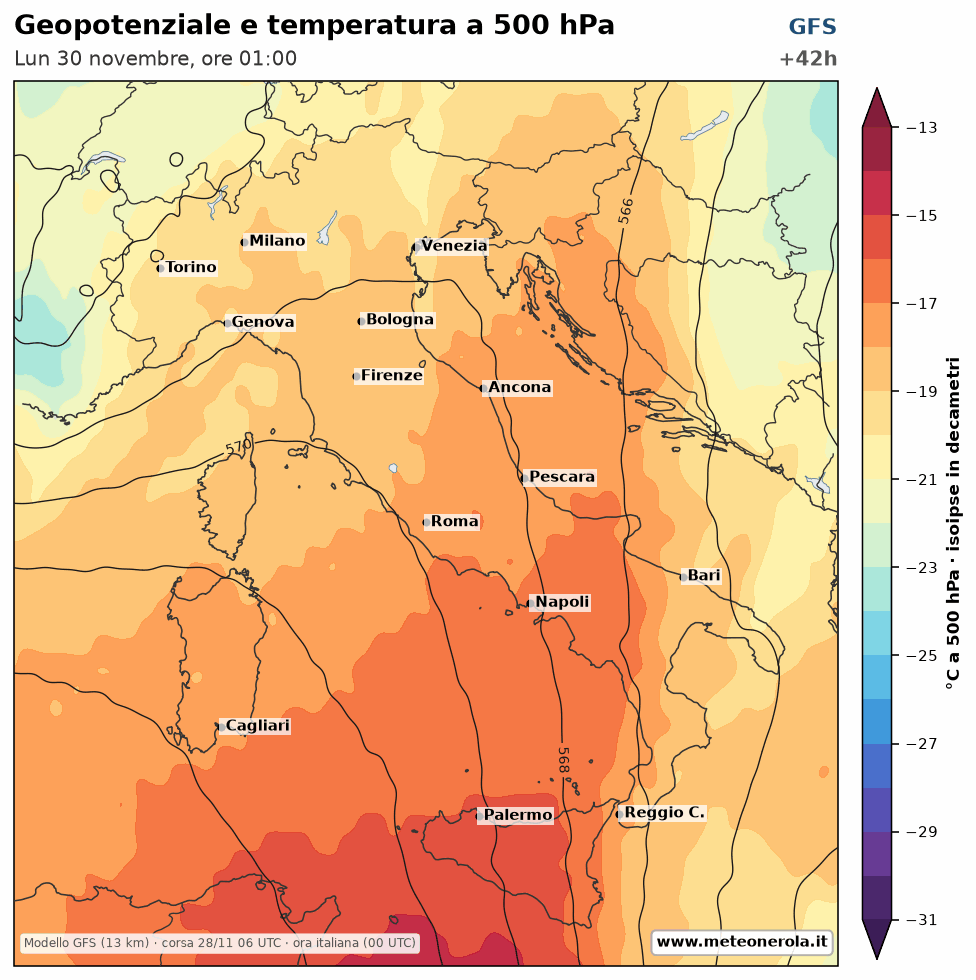 Geopotenziale e temperatura a 500 hPa
GFS
Lun 30 novembre, ore 01:00
+42h
566
Milano
Venezia
Torino
Genova
Bologna
Firenze
Ancona
570
Pescara
Roma
Bari
Napoli
Cagliari
568
Palermo
Reggio C.
Modello GFS (13 km) · corsa 28/11 06 UTC · ora italiana (00 UTC)
www.meteonerola.it
−13
−15
−17
−19
−21
−23
−25
−27
−29
−31
°C a 500 hPa · isoipse in decametri